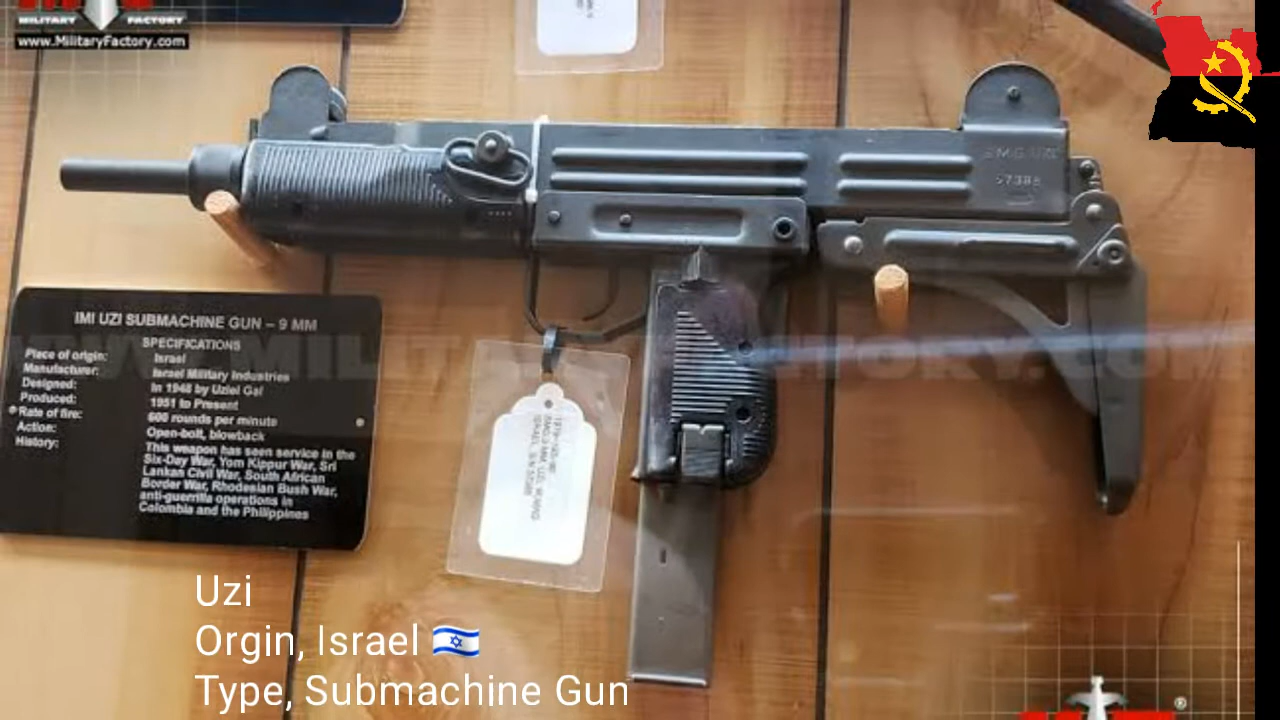 MILITARY FACTORY
www.MilitaryFactory.com
S.M.G. UZI
IMI UZI SUBMACHINE GUN – 9 MM
SPECIFICATIONS
Place of origin: Israel
Manufacturer: Israel Military Industries
Designed: In 1948 by Uziel Gal
Produced: 1951 to Present
Rate of fire: 600 rounds per minute
Action: Open-bolt, blowback
History: This weapon has seen service in the
Six-Day War, Yom Kippur War, Sri
Lankan Civil War, South African
Border War, Rhodesian Bush War,
anti-guerrilla operations in
Colombia and the Philippines
Uzi
Orgin, Israel 🇮🇱
Type, Submachine Gun